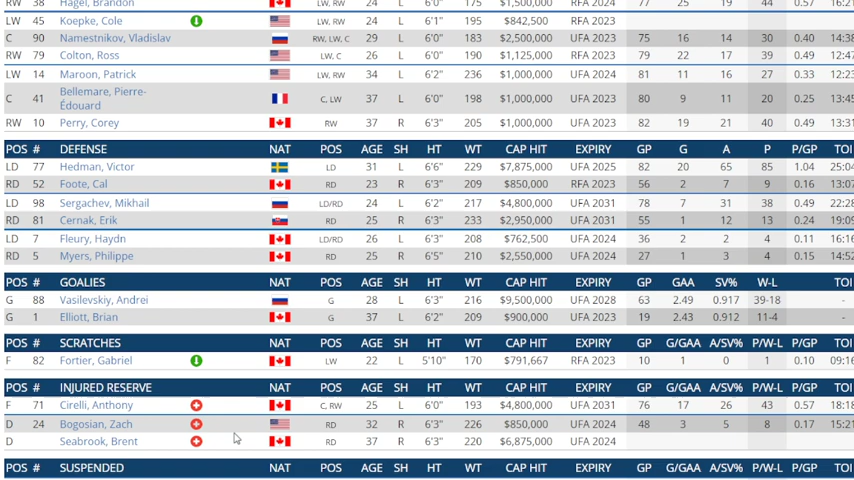 RW 38 Hagel, Brandon LW, RW 24 L 6'0" 175 $1,500,000 RFA 2024 77 25 19 44 0.57
LW 45 Koepke, Cole LW, RW 24 L 6'1" 195 $842,500 RFA 2023
C 90 Namestnikov, Vladislav RW, LW, C 29 L 6'0" 183 $2,500,000 UFA 2023 75 16 14 30 0.40 14:38
RW 79 Colton, Ross LW, C 26 L 6'0" 190 $1,125,000 RFA 2023 79 22 17 39 0.49 12:47
LW 14 Maroon, Patrick LW, RW 34 L 6'2" 236 $1,000,000 UFA 2024 81 11 16 27 0.33 12:23
C 41 Bellemare, Pierre-
Édouard C, LW 37 L 6'0" 198 $1,000,000 UFA 2023 80 9 11 20 0.25 13:45
RW 10 Perry, Corey RW 37 R 6'3" 205 $1,000,000 UFA 2023 82 19 21 40 0.49 13:31
POS # DEFENSE NAT POS AGE SH HT WT CAP HIT EXPIRY GP G A P P/GP TOI
LD 77 Hedman, Victor LD 31 L 6'6" 229 $7,875,000 UFA 2025 82 20 65 85 1.04 25:04
RD 52 Foote, Cal RD 23 R 6'3" 209 $850,000 RFA 2023 56 2 7 9 0.16 13:07
LD 98 Sergachev, Mikhail LD/RD 24 L 6'2" 217 $4,800,000 UFA 2031 78 7 31 38 0.49 22:28
RD 81 Cernak, Erik RD 25 R 6'3" 233 $2,950,000 UFA 2031 55 1 12 13 0.24 19:09
LD 7 Fleury, Haydn LD/RD 26 L 6'3" 208 $762,500 UFA 2024 36 2 2 4 0.11 16:16
RD 5 Myers, Philippe RD 25 R 6'5" 210 $2,550,000 UFA 2024 27 1 3 4 0.15 14:52
POS # GOALIES NAT POS AGE SH HT WT CAP HIT EXPIRY GP GAA SV% W-L TOI
G 88 Vasilevskiy, Andrei G 28 L 6'3" 216 $9,500,000 UFA 2028 63 2.49 0.917 39-18 -
G 1 Elliott, Brian G 37 L 6'2" 209 $900,000 UFA 2023 19 2.43 0.912 11-4 -
POS # SCRATCHES NAT POS AGE SH HT WT CAP HIT EXPIRY GP G/GAA A/SV% P/W-L P/GP TOI
F 82 Fortier, Gabriel LW 22 L 5'10" 170 $791,667 RFA 2023 10 1 0 1 0.10 09:16
POS # INJURED RESERVE NAT POS AGE SH HT WT CAP HIT EXPIRY GP G/GAA A/SV% P/W-L P/GP TOI
F 71 Cirelli, Anthony C, RW 25 L 6'0" 193 $4,800,000 UFA 2031 76 17 26 43 0.57 18:18
D 24 Bogosian, Zach RD 32 R 6'3" 226 $850,000 UFA 2024 48 3 5 8 0.17 15:21
D Seabrook, Brent RD 37 R 6'3" 220 $6,875,000 UFA 2024
POS # SUSPENDED NAT POS AGE SH HT WT CAP HIT EXPIRY GP G/GAA A/SV% P/W-L P/GP TOI